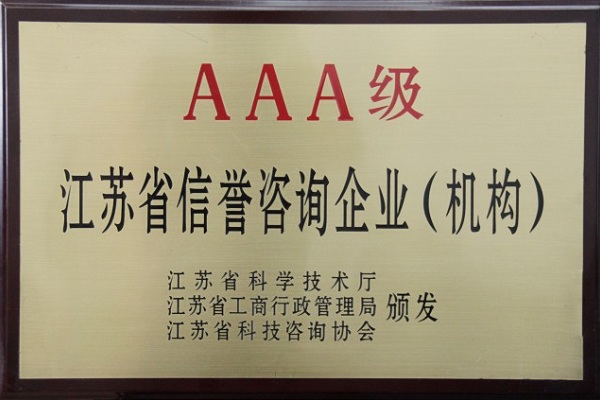 AAA级
江苏省信誉咨询企业(机构)
江苏省科学技术厅
江苏省工商行政管理局 颁发
江苏省科技咨询协会